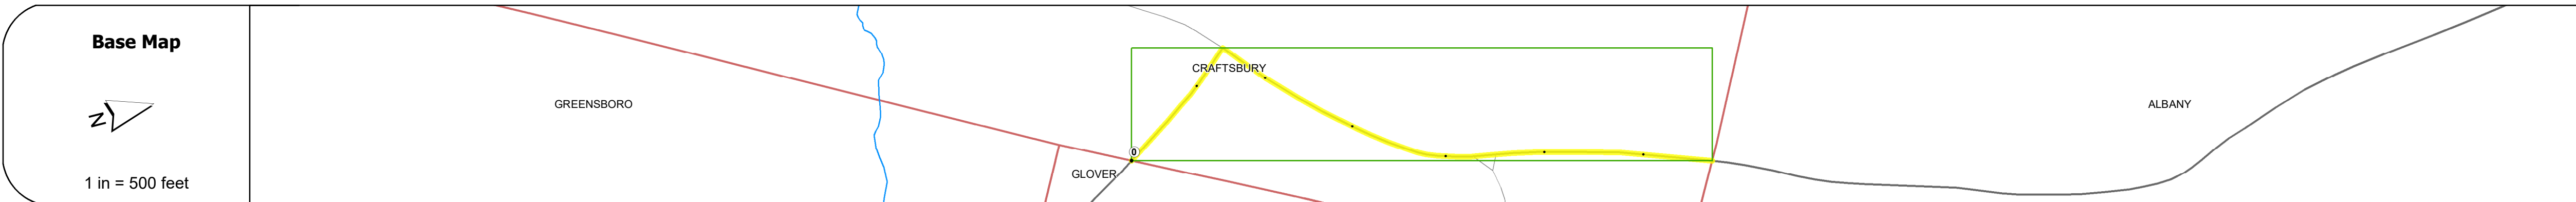 Base Map
N
1 in = 500 feet
GREENSBORO
CRAFTSBURY
ALBANY
0
GLOVER